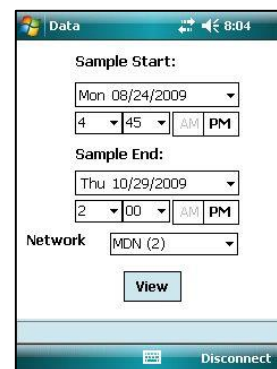 Data 8:04
Sample Start:
Mon 08/24/2009
4 45 AM PM
Sample End:
Thu 10/29/2009
2 00 AM PM
Network MDN (2)
View
Disconnect